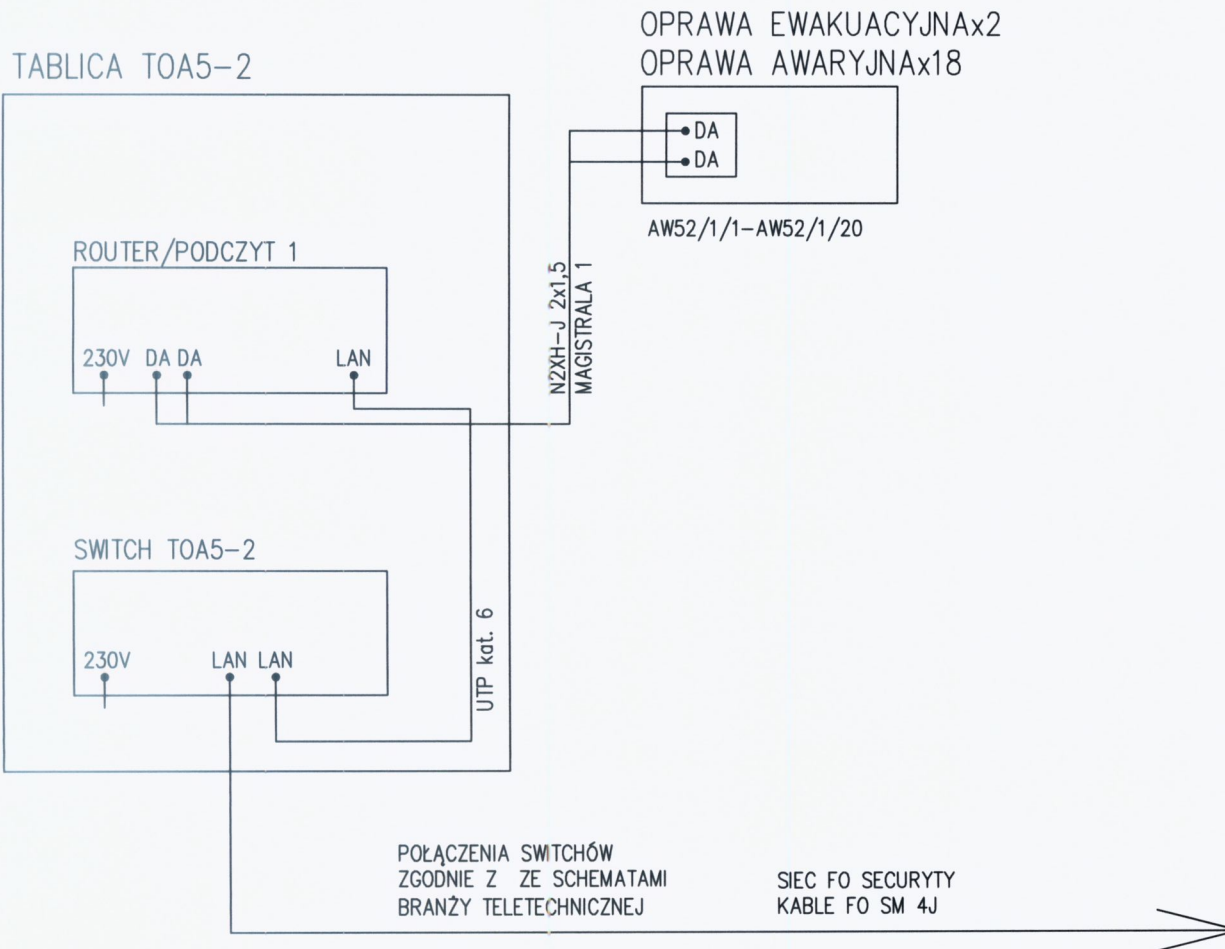 OPRAWA EWAKUACYJNAx2
OPRAWA AWARYJNAx18
TABLICA TOA5-2
DA
DA
AW52/1/1-AW52/1/20
ROUTER/PODCZYT 1
230V DA DA LAN
N2XH-J 2x1,5
MAGISTRALA 1
SWITCH TOA5-2
230V LAN LAN
UTP kat. 6
POŁĄCZENIA SWITCHÓW
ZGODNIE Z ZE SCHEMATAMI
BRANŻY TELETECHNICZNEJ
SIEC FO SECURYTY
KABLE FO SM 4J